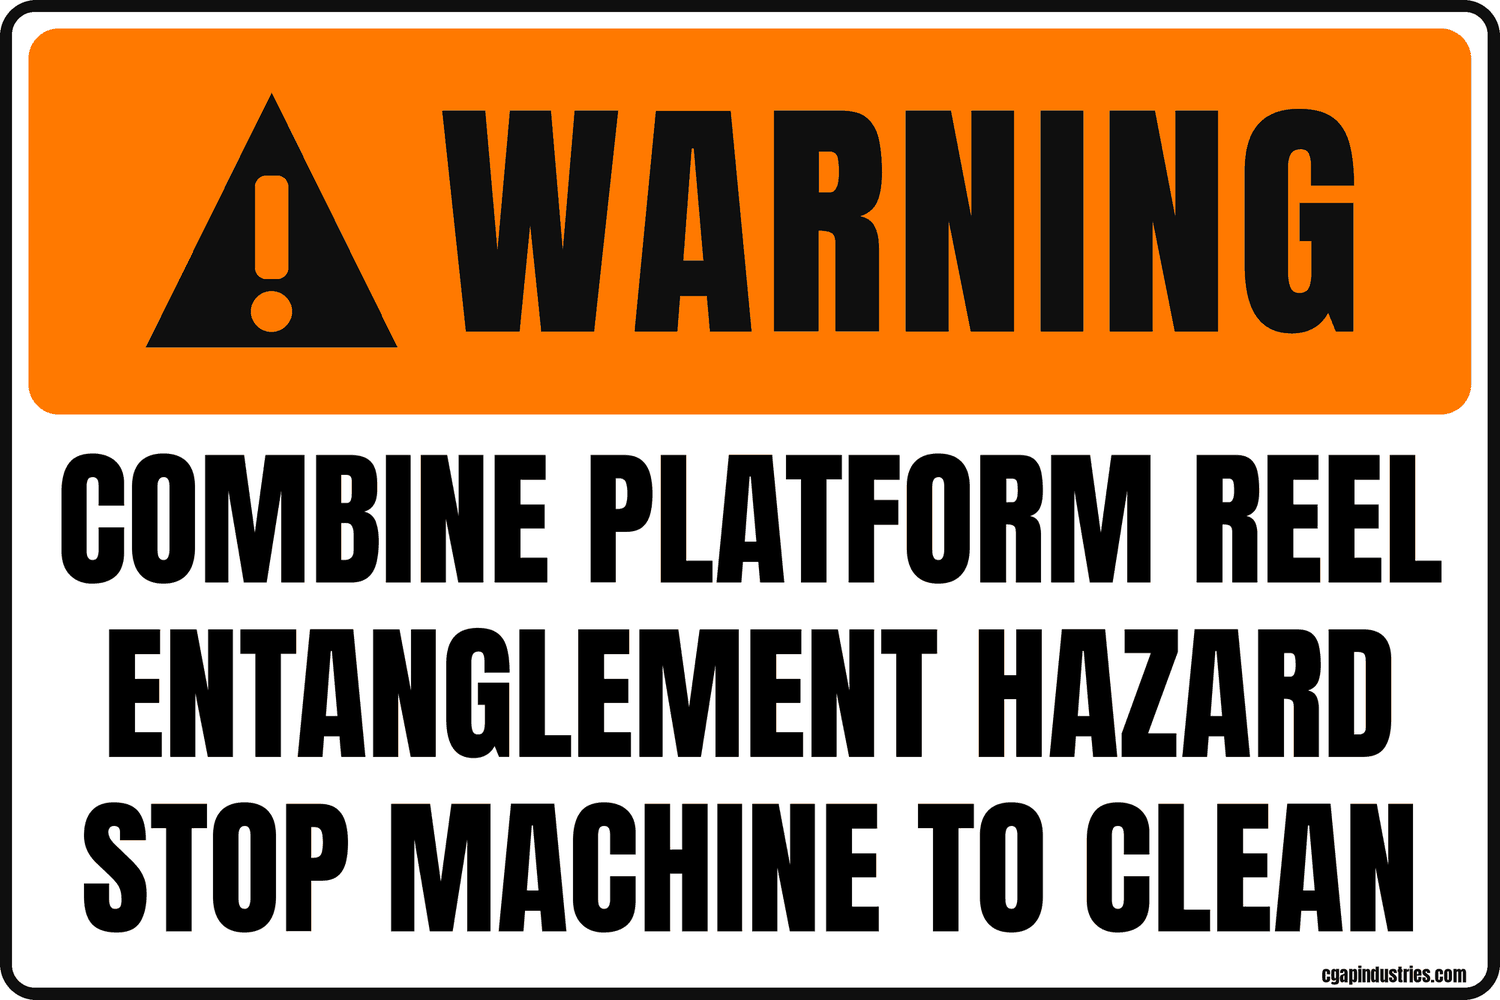 WARNING
COMBINE PLATFORM REEL
ENTANGLEMENT HAZARD
STOP MACHINE TO CLEAN
cgapindustries.com